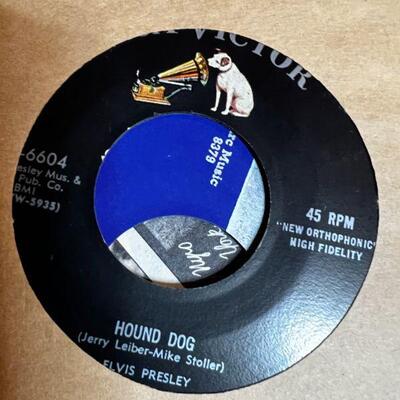 VICTOR
-6604
esley Mus. &
Pub. Co.
BMI
W-5935)
45 RPM
"NEW ORTHOPHONIC"
HIGH FIDELITY
Music
8379
HOUND DOG
(Jerry Leiber-Mike Stoller)
ELVIS PRESLEY